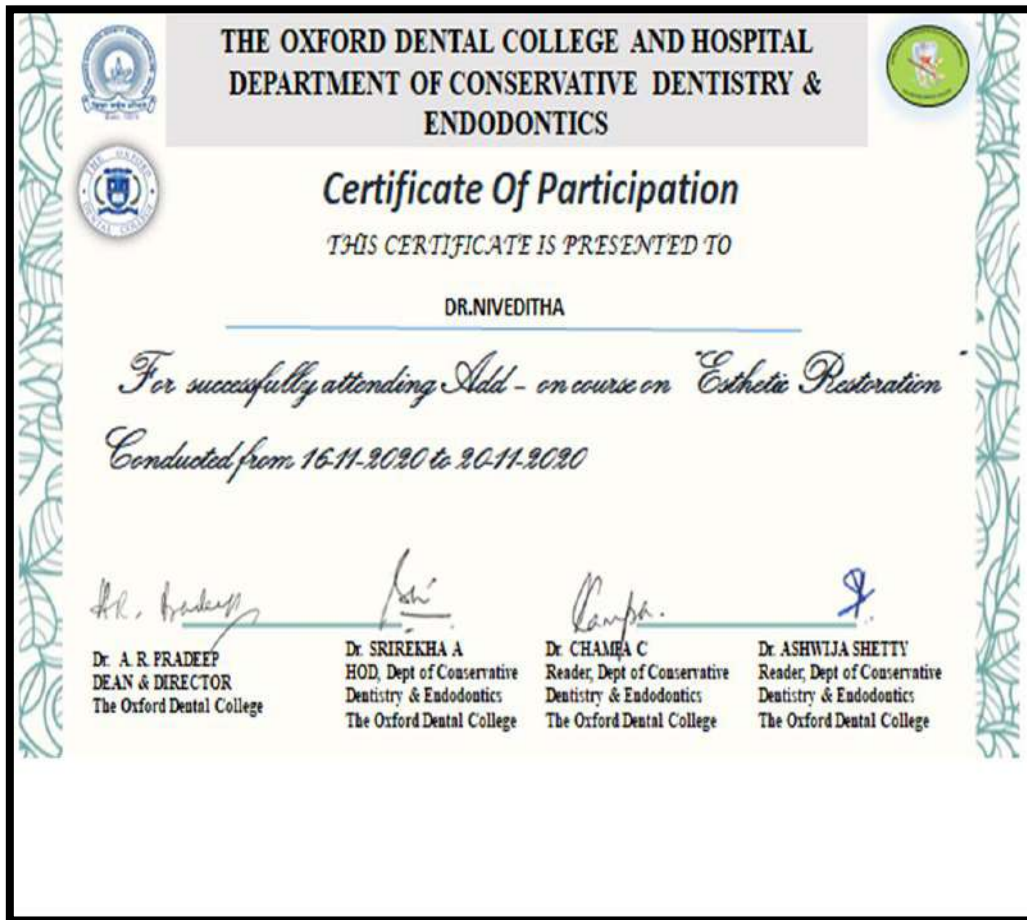 THE OXFORD DENTAL COLLEGE AND HOSPITAL
DEPARTMENT OF CONSERVATIVE DENTISTRY &
ENDODONTICS
THE OXFORD
DENTAL COLLEGE
Certificate Of Participation
THIS CERTIFICATE IS PRESENTED TO
DR.NIVEDITHA
For successfully attending Add - on course on "Esthetic Restoration"
Conducted from 16-11-2020 to 20-11-2020
Dr. A. R. PRADEEP
DEAN & DIRECTOR
The Oxford Dental College
Dr. SRIREKHA A
HOD, Dept of Conservative
Dentistry & Endodontics
The Oxford Dental College
Dr. CHAMPA C
Reader, Dept of Conservative
Dentistry & Endodontics
The Oxford Dental College
Dr. ASHWIJA SHETTY
Reader, Dept of Conservative
Dentistry & Endodontics
The Oxford Dental College